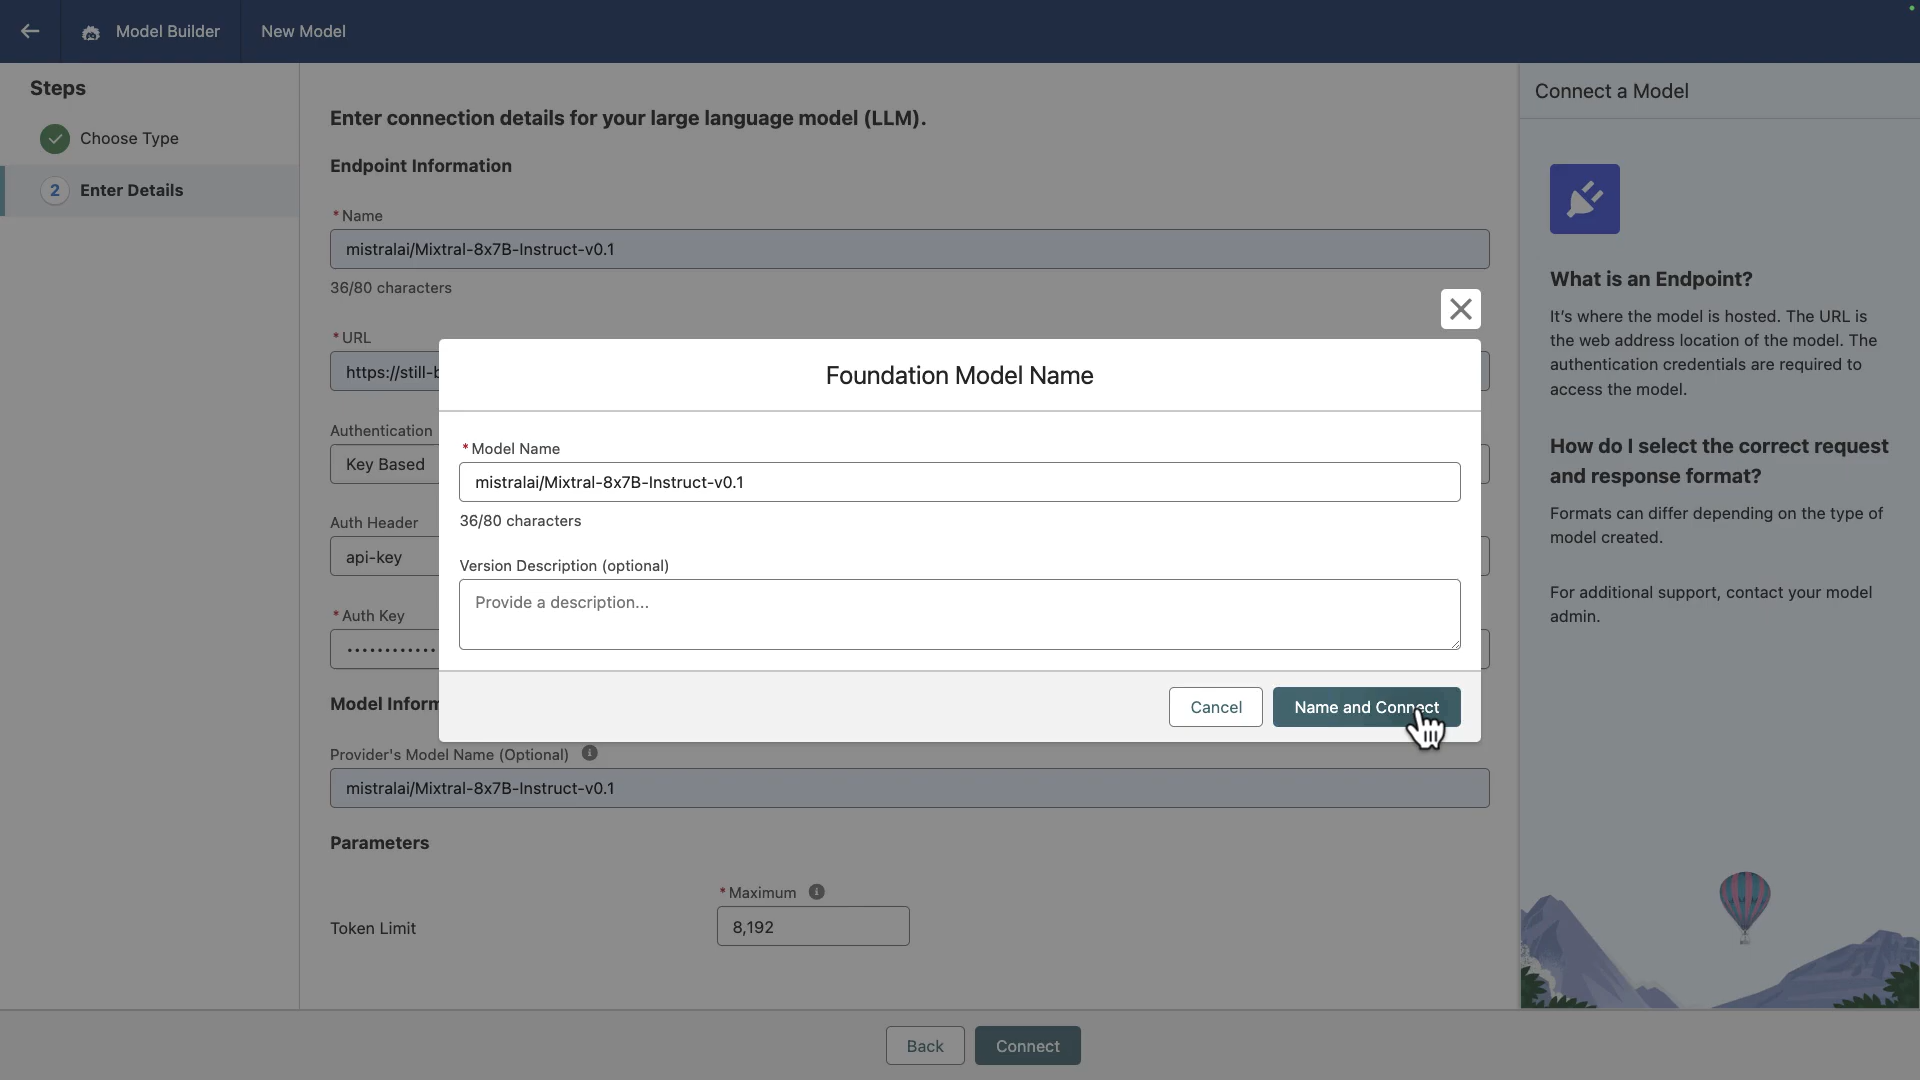 Model Builder
New Model
Steps
Choose Type
2
Enter Details
Enter connection details for your large language model (LLM).
Endpoint Information
* Name
mistralai/Mixtral-8x7B-Instruct-v0.1
36/80 characters
* URL
https://still-
Authentication
Key Based
Auth Header
api-key
* Auth Key
Model Inform
Provider's Model Name (Optional)
mistralai/Mixtral-8x7B-Instruct-v0.1
Parameters
* Maximum
Token Limit
8,192
Foundation Model Name
* Model Name
mistralai/Mixtral-8x7B-Instruct-v0.1
36/80 characters
Version Description (optional)
Provide a description...
Cancel
Name and Connect
Back
Connect
Connect a Model
What is an Endpoint?
It's where the model is hosted. The URL is
the web address location of the model. The
authentication credentials are required to
access the model.
How do I select the correct request
and response format?
Formats can differ depending on the type of
model created.
For additional support, contact your model
admin.